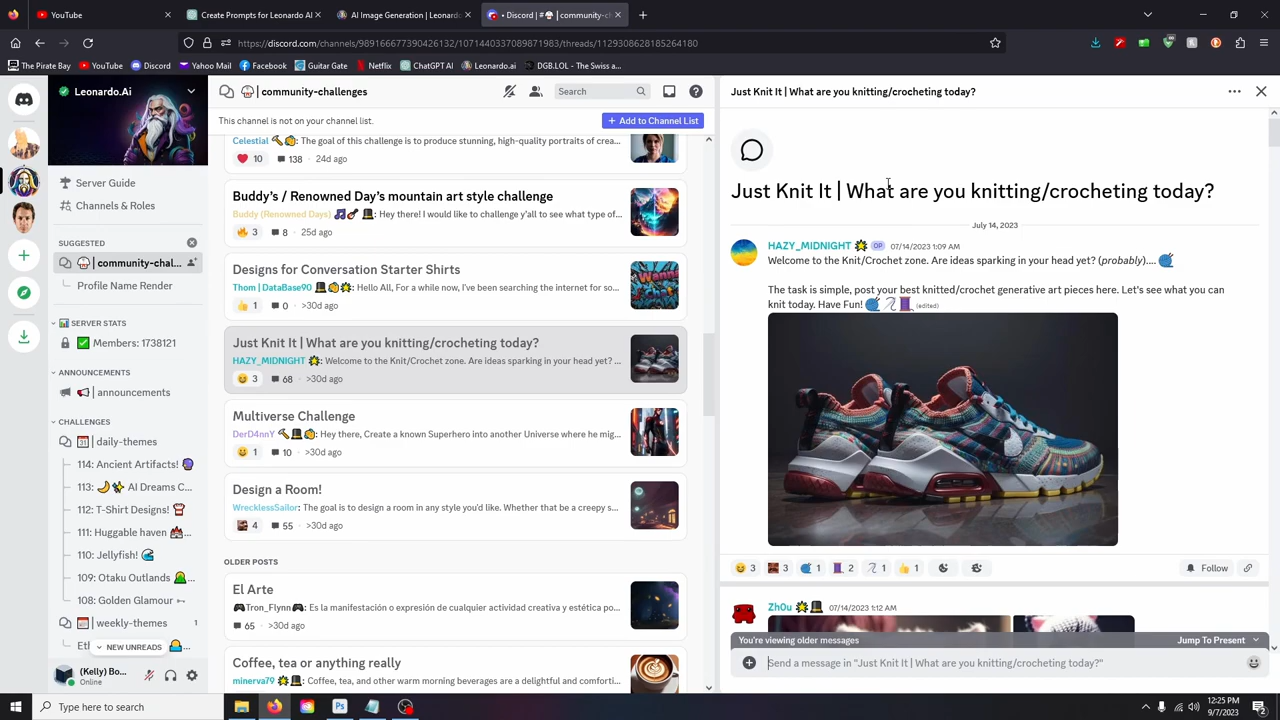 YouTube
Create Prompts for Leonardo AI
AI Image Generation | Leonardo
• Discord | # | community-ch
https://discord.com/channels/989166677390426132/1071440337089871983/threads/1129308628185264180
The Pirate Bay
YouTube
Discord
Yahoo Mail
Facebook
Guitar Gate
Netflix
ChatGPT AI
Leonardo.ai
DGB.LOL - The Swiss a...
Leonardo.Ai
Server Guide
Channels & Roles
SUGGESTED
| community-chal...
Profile Name Render
SERVER STATS
Members: 1738121
ANNOUNCEMENTS
| announcements
CHALLENGES
| daily-themes
114: Ancient Artifacts!
113: AI Dreams C...
112: T-Shirt Designs!
111: Huggable haven ...
110: Jellyfish!
109: Otaku Outlands ...
108: Golden Glamour
| weekly-themes 1
NEW UNREADS
(Kelly) Bo...
Online
| community-challenges
Search
This channel is not on your channel list.
+ Add to Channel List
Celestial : The goal of this challenge is to produce stunning, high-quality portraits of crea...
10 138 · 24d ago
Buddy's / Renowned Day's mountain art style challenge
Buddy (Renowned Days) : Hey there! I would like to challenge y'all to see what type of...
3 8 · 25d ago
Designs for Conversation Starter Shirts
Thom | DataBase90 : Hello All, For a while now, I've been searching the internet for so...
1 0 · >30d ago
Just Knit It | What are you knitting/crocheting today?
HAZY_MIDNIGHT : Welcome to the Knit/Crochet zone. Are ideas sparking in your head yet? ...
3 68 · >30d ago
Multiverse Challenge
DerD4nnY : Hey there, Create a known Superhero into another Universe where he mig...
1 10 · >30d ago
Design a Room!
WrecklessSailor: The goal is to design a room in any style you'd like. Whether that be a creepy s...
4 55 · >30d ago
OLDER POSTS
El Arte
Tron_Flynn : Es la manifestación o expresión de cualquier actividad creativa y estética po...
65 · >30d ago
Coffee, tea or anything really
minerva79 : Coffee, tea, and other warm morning beverages are a delightful and comforti...
Just Knit It | What are you knitting/crocheting today?
Just Knit It | What are you knitting/crocheting today?
July 14, 2023
HAZY_MIDNIGHT OP 07/14/2023 1:09 AM
Welcome to the Knit/Crochet zone. Are ideas sparking in your head yet? (probably)....
The task is simple, post your best knitted/crochet generative art pieces here. Let's see what you can
knit today. Have Fun! (edited)
3 3 1 2 1 1
Follow
Zh0u 07/14/2023 1:12 AM
You're viewing older messages
Jump To Present
Send a message in "Just Knit It | What are you knitting/crocheting today?"
Type here to search
Ps
12:25 PM
9/7/2023
2